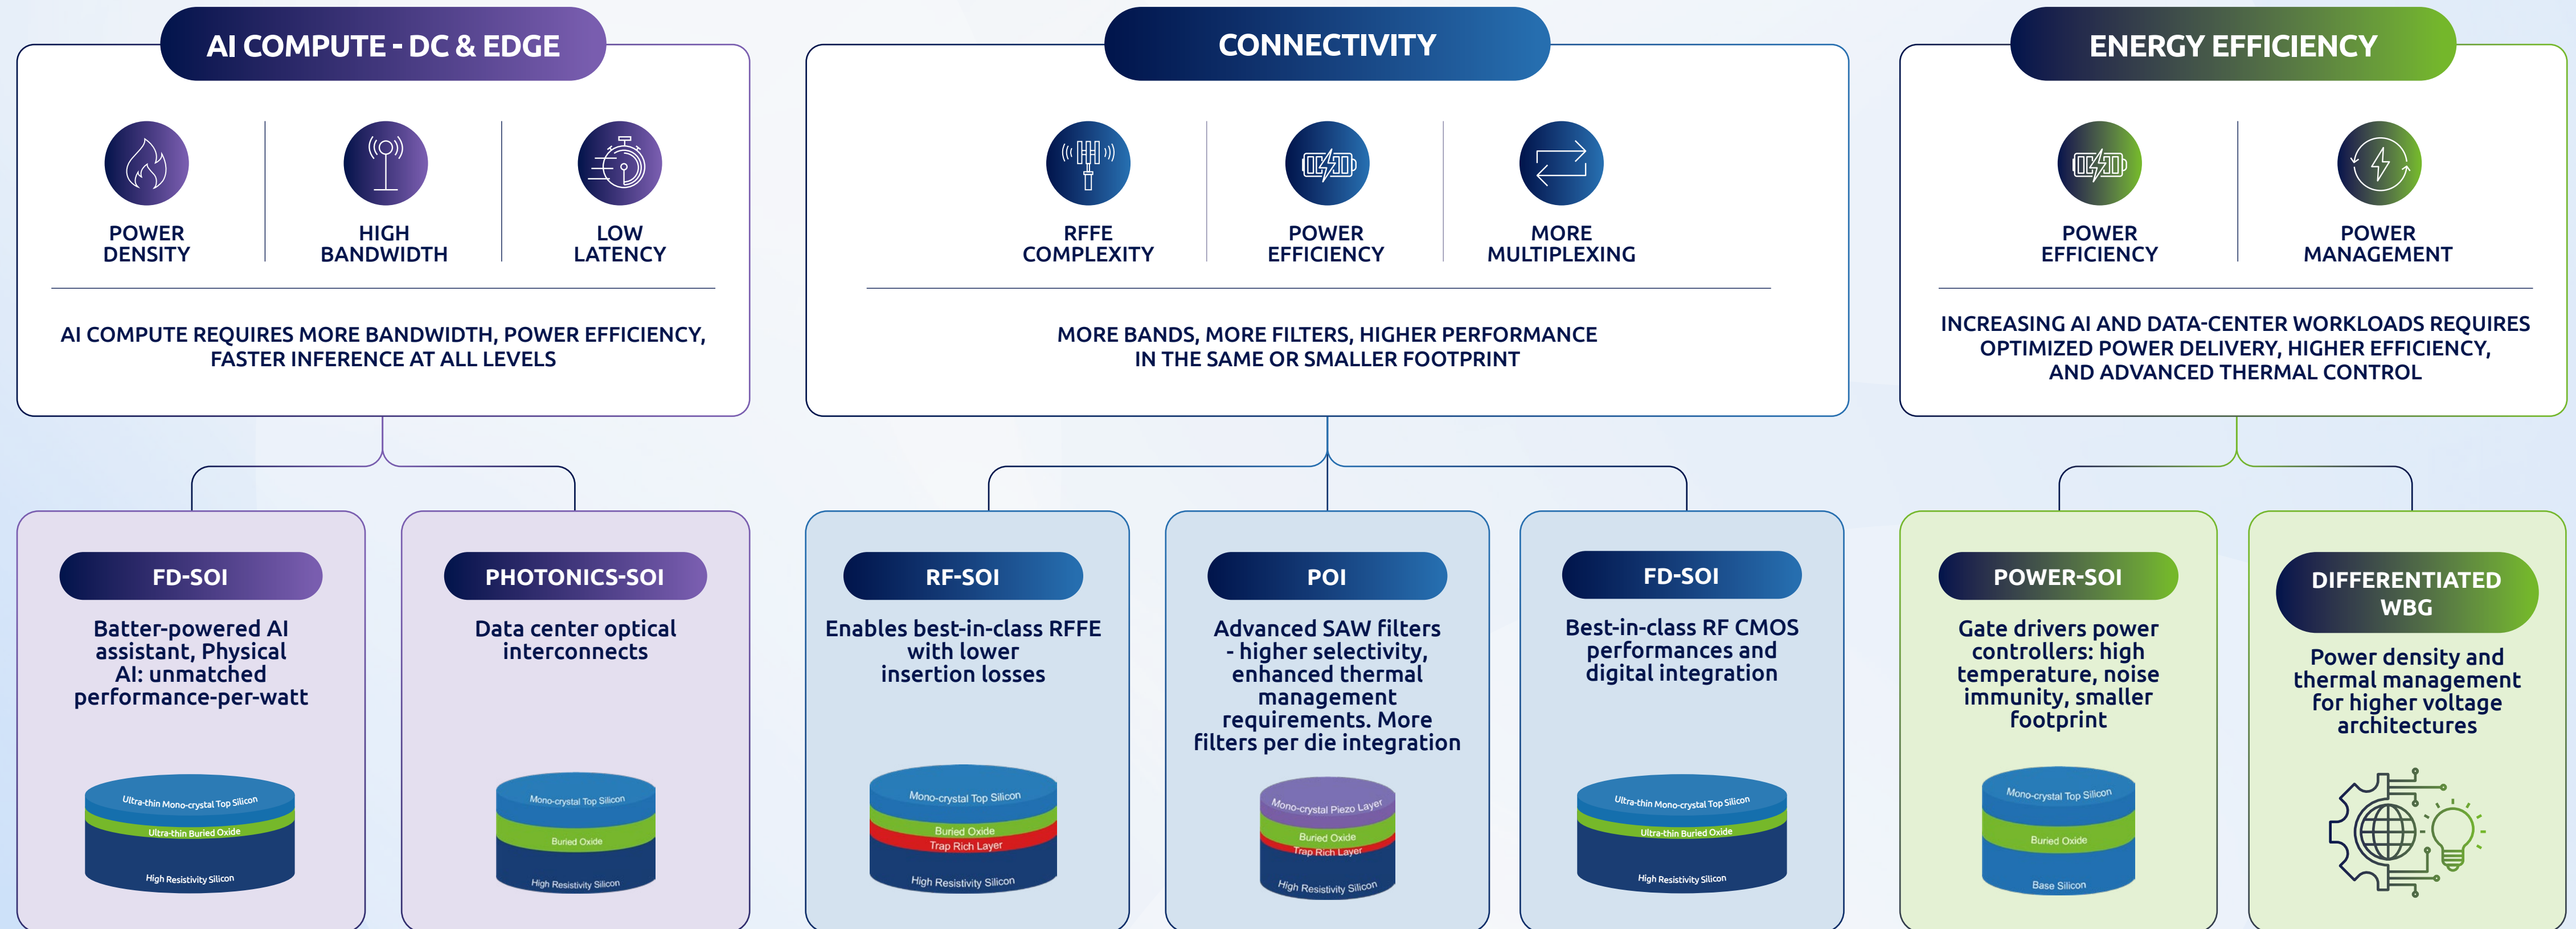 AI COMPUTE - DC & EDGE
POWER
DENSITY
HIGH
BANDWIDTH
LOW
LATENCY
AI COMPUTE REQUIRES MORE BANDWIDTH, POWER EFFICIENCY,
FASTER INFERENCE AT ALL LEVELS
CONNECTIVITY
RFFE
COMPLEXITY
POWER
EFFICIENCY
MORE
MULTIPLEXING
MORE BANDS, MORE FILTERS, HIGHER PERFORMANCE
IN THE SAME OR SMALLER FOOTPRINT
ENERGY EFFICIENCY
POWER
EFFICIENCY
POWER
MANAGEMENT
INCREASING AI AND DATA-CENTER WORKLOADS REQUIRES
OPTIMIZED POWER DELIVERY, HIGHER EFFICIENCY,
AND ADVANCED THERMAL CONTROL
FD-SOI
Batter-powered AI
assistant, Physical
AI: unmatched
performance-per-watt
Ultra-thin Mono-crystal Top Silicon
Ultra-thin Buried Oxide
High Resistivity Silicon
PHOTONICS-SOI
Data center optical
interconnects
Mono-crystal Top Silicon
Buried Oxide
High Resistivity Silicon
RF-SOI
Enables best-in-class RFFE
with lower
insertion losses
Mono-crystal Top Silicon
Buried Oxide
Trap Rich Layer
High Resistivity Silicon
POI
Advanced SAW filters
- higher selectivity,
enhanced thermal
management
requirements. More
filters per die integration
Mono-crystal Piezo Layer
Buried Oxide
Trap Rich Layer
High Resistivity Silicon
FD-SOI
Best-in-class RF CMOS
performances and
digital integration
Ultra-thin Mono-crystal Top Silicon
Ultra-thin Buried Oxide
High Resistivity Silicon
POWER-SOI
Gate drivers power
controllers: high
temperature, noise
immunity, smaller
footprint
Mono-crystal Top Silicon
Buried Oxide
Base Silicon
DIFFERENTIATED
WBG
Power density and
thermal management
for higher voltage
architectures